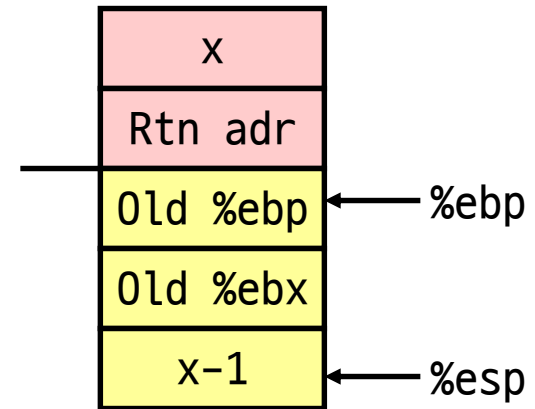 x
Rtn adr
Old %ebp
%ebp
Old %ebx
x-1
%esp